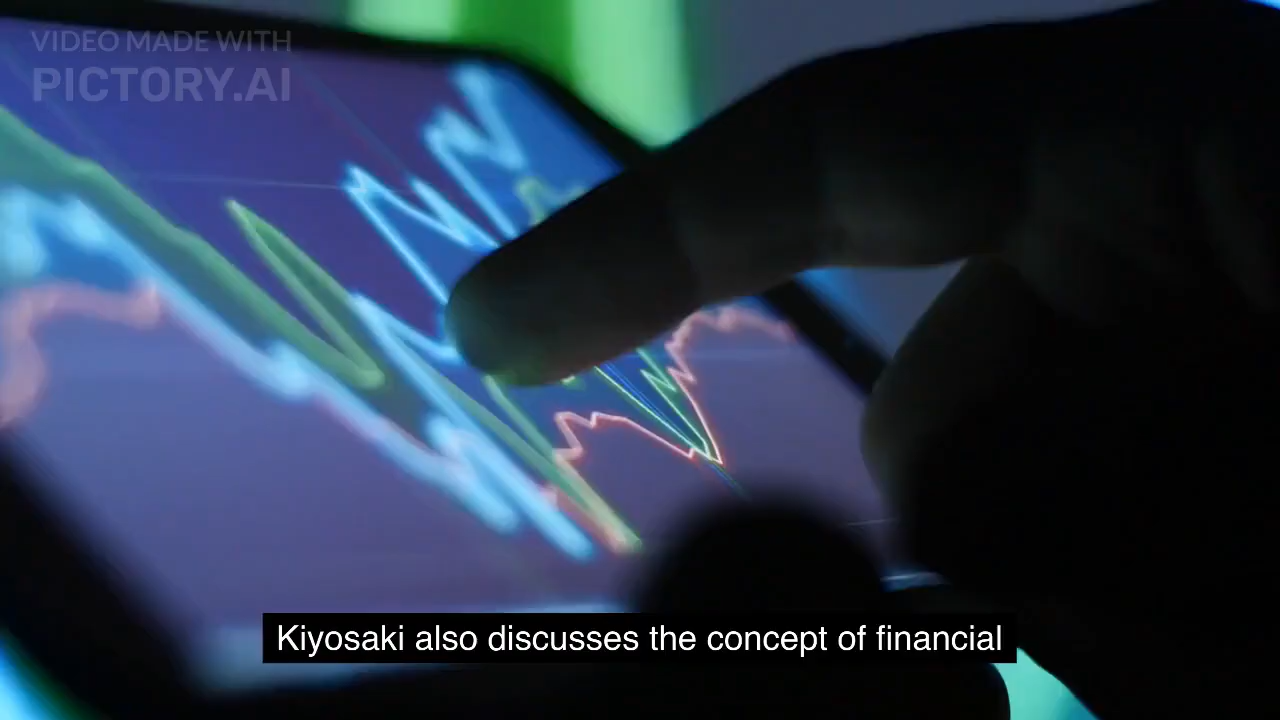 VIDEO MADE WITH
PICTORY.AI
Kiyosaki also discusses the concept of financial